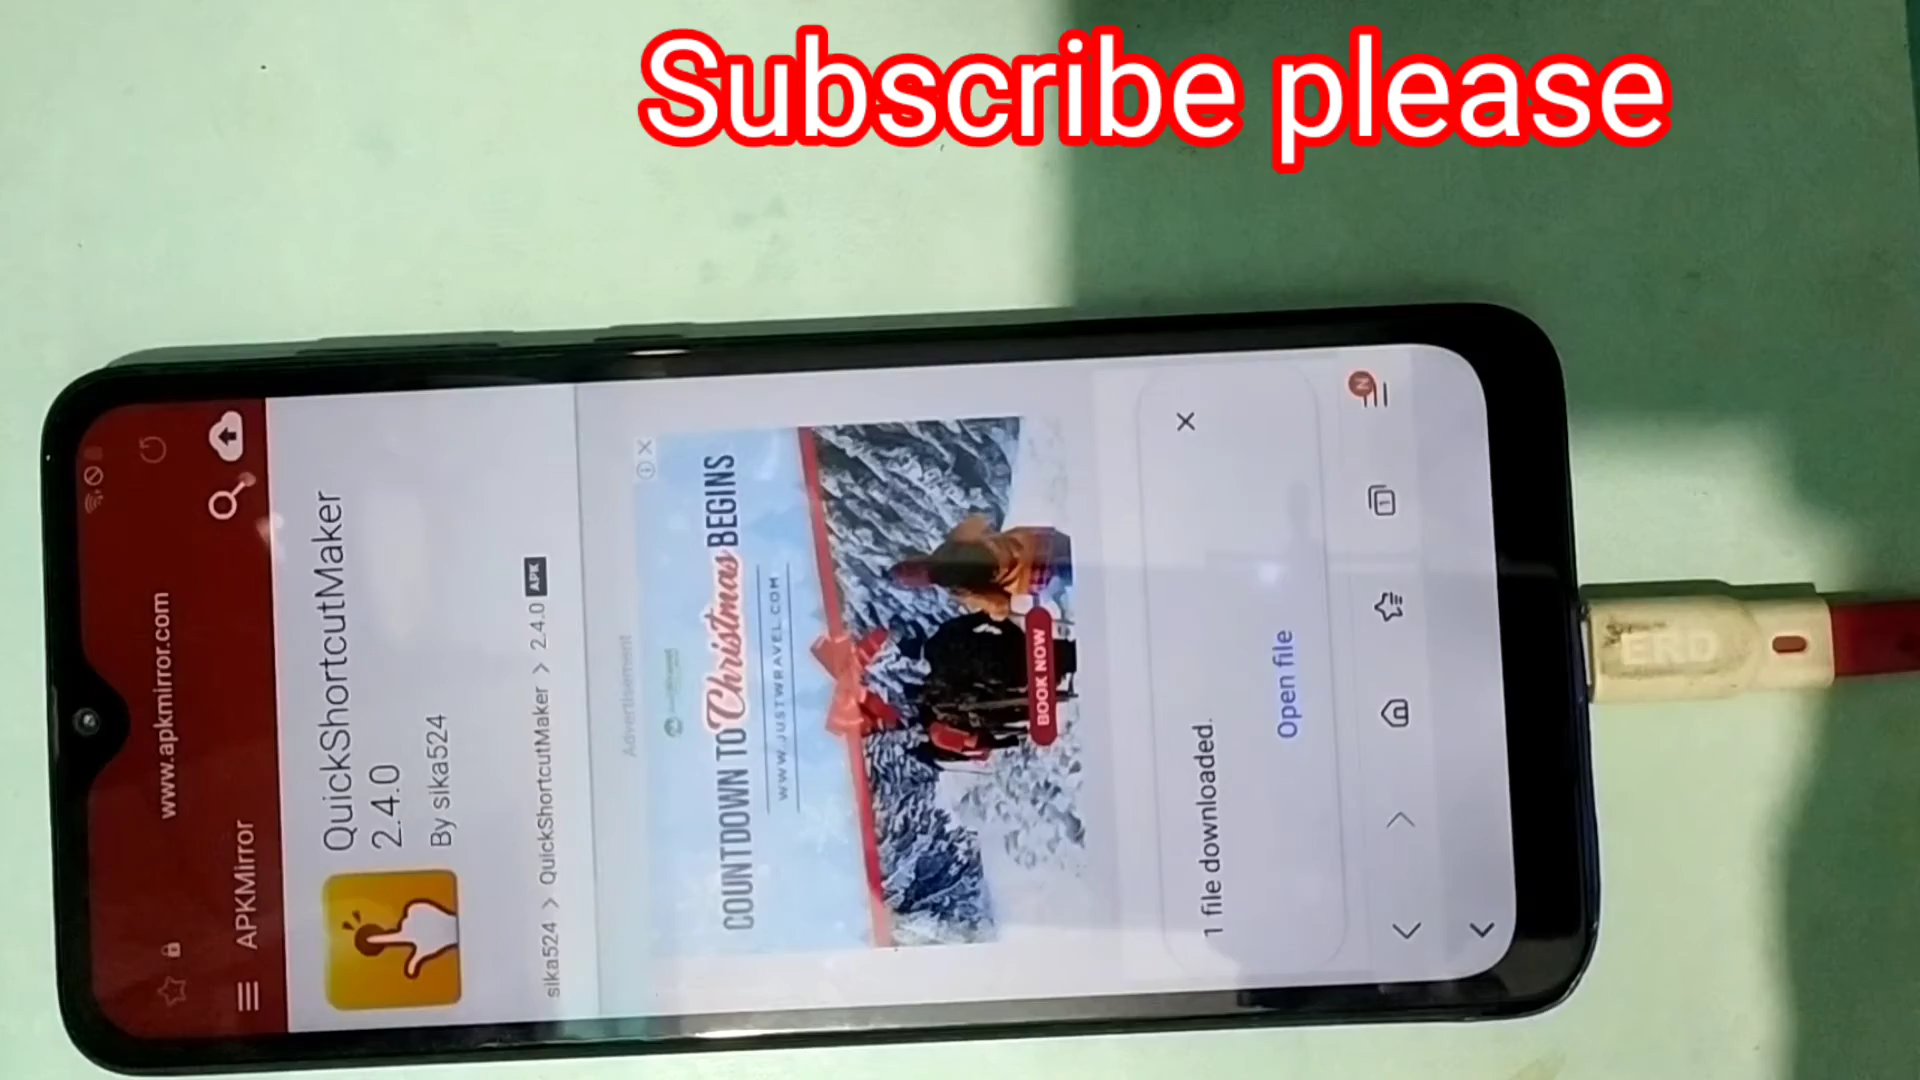 Subscribe please
www.apkmirror.com
APKMirror
QuickShortcutMaker
2.4.0
By sika524
sika524 > QuickShortcutMaker > 2.4.0 APK
Advertisement
COUNTDOWN TO Christmas BEGINS
WWW.JUSTWRAVEL.COM
BOOK NOW
1 file downloaded.
Open file
N
1
ERD